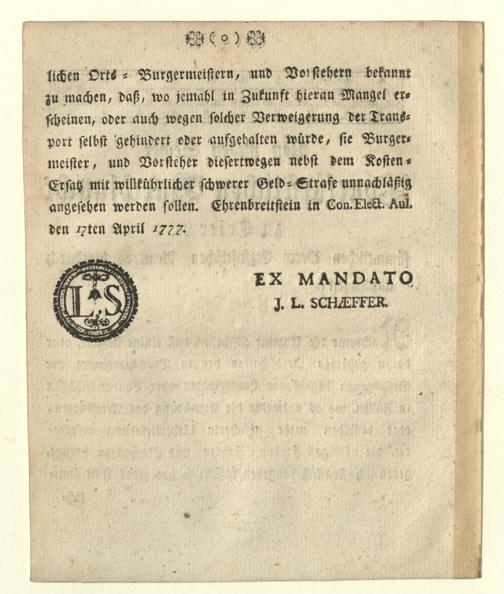 ( o )
lichen Orts-Burgermeistern, und Vorstehern bekannt
zu machen, daß, wo jemahl in Zukunft hieran Mangel er-
scheinen, oder auch wegen solcher Verweigerung der Trans-
port selbst gehindert oder aufgehalten würde, sie Burger-
meister, und Vorsteher diesertwegen nebst dem Kosten-
Ersatz mit willkührlicher schwerer Geld-Strafe unnachläßig
angesehen werden sollen. Ehrenbreitstein in Con. Elect. Aul.
den 17ten April 1777.
EX MANDATO
J. L. SCHÆFFER.
L S